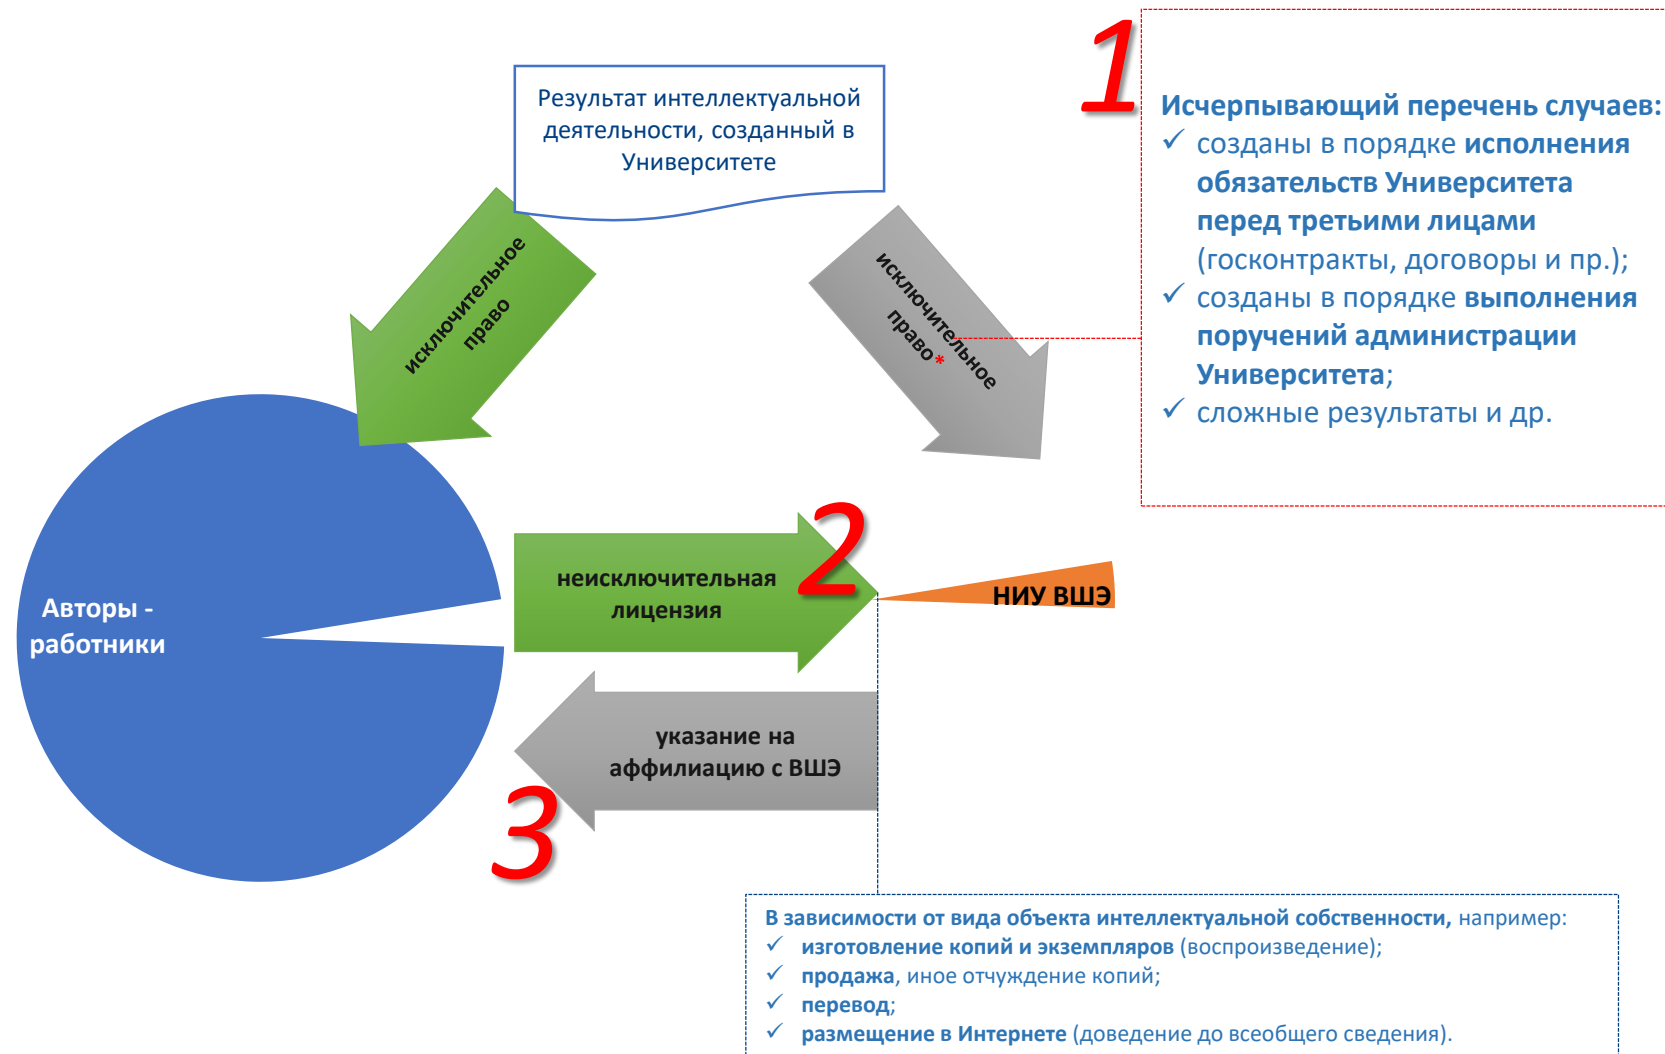 1
Исчерпывающий перечень случаев:
✓ созданы в порядке исполнения
обязательств Университета
перед третьими лицами
(госконтракты, договоры и пр.);
✓ созданы в порядке выполнения
поручений администрации
Университета;
✓ сложные результаты и др.
Результат интеллектуальной
деятельности, созданный в
Университете
исключительное
право
исключительное
право*
Авторы -
работники
2
неисключительная
лицензия
НИУ ВШЭ
3
указание на
аффилиацию с ВШЭ
В зависимости от вида объекта интеллектуальной собственности, например:
✓ изготовление копий и экземпляров (воспроизведение);
✓ продажа, иное отчуждение копий;
✓ перевод;
✓ размещение в Интернете (доведение до всеобщего сведения).